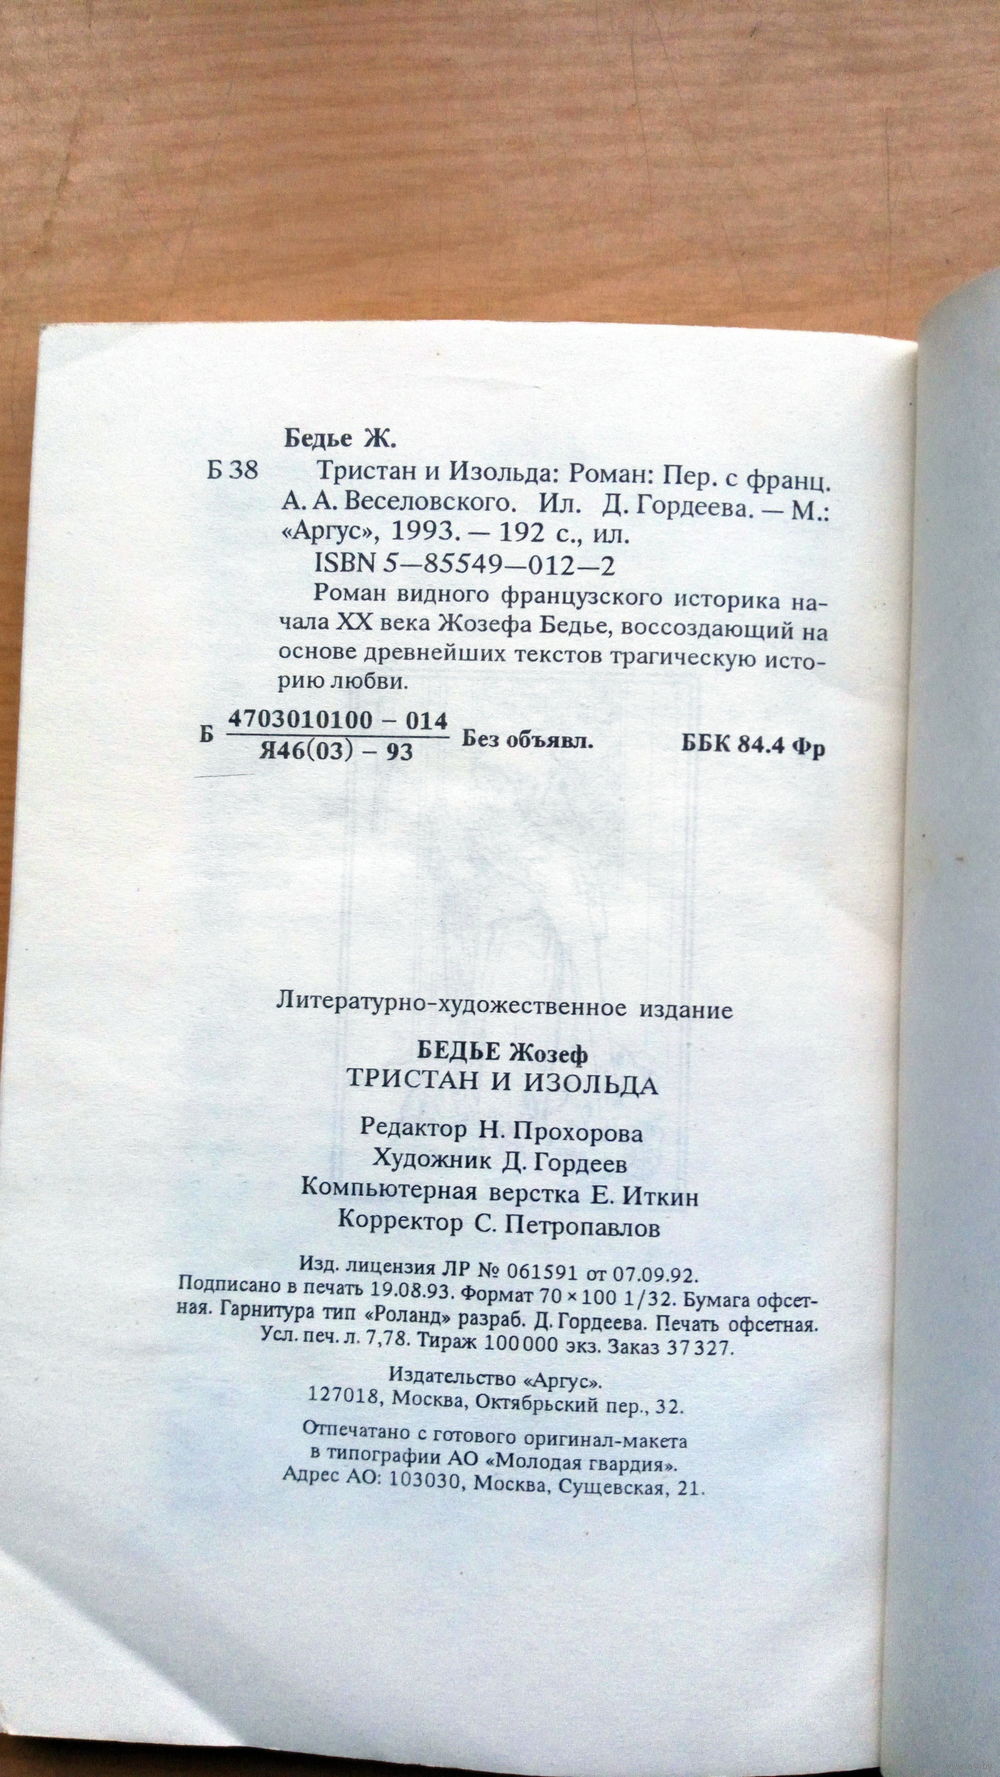 Бедье Ж.
Б 38 Тристан и Изольда: Роман: Пер. с франц.
А. А. Веселовского. Ил. Д. Гордеева. — М.:
«Аргус», 1993. — 192 с., ил.
ISBN 5—85549—012—2
Роман видного французского историка на-
чала XX века Жозефа Бедье, воссоздающий на
основе древнейших текстов трагическую исто-
рию любви.
4703010100 – 014
Б Без объявл. ББК 84.4 Фр
Я46(03) – 93
Литературно-художественное издание
БЕДЬЕ Жозеф
ТРИСТАН И ИЗОЛЬДА
Редактор Н. Прохорова
Художник Д. Гордеев
Компьютерная верстка Е. Иткин
Корректор С. Петропавлов
Изд. лицензия ЛР № 061591 от 07.09.92.
Подписано в печать 19.08.93. Формат 70 × 100 1/32. Бумага офсет-
ная. Гарнитура тип «Роланд» разраб. Д. Гордеева. Печать офсетная.
Усл. печ. л. 7,78. Тираж 100000 экз. Заказ 37327.
Издательство «Аргус».
127018, Москва, Октябрьский пер., 32.
Отпечатано с готового оригинал-макета
в типографии АО «Молодая гвардия».
Адрес АО: 103030, Москва, Сущевская, 21.